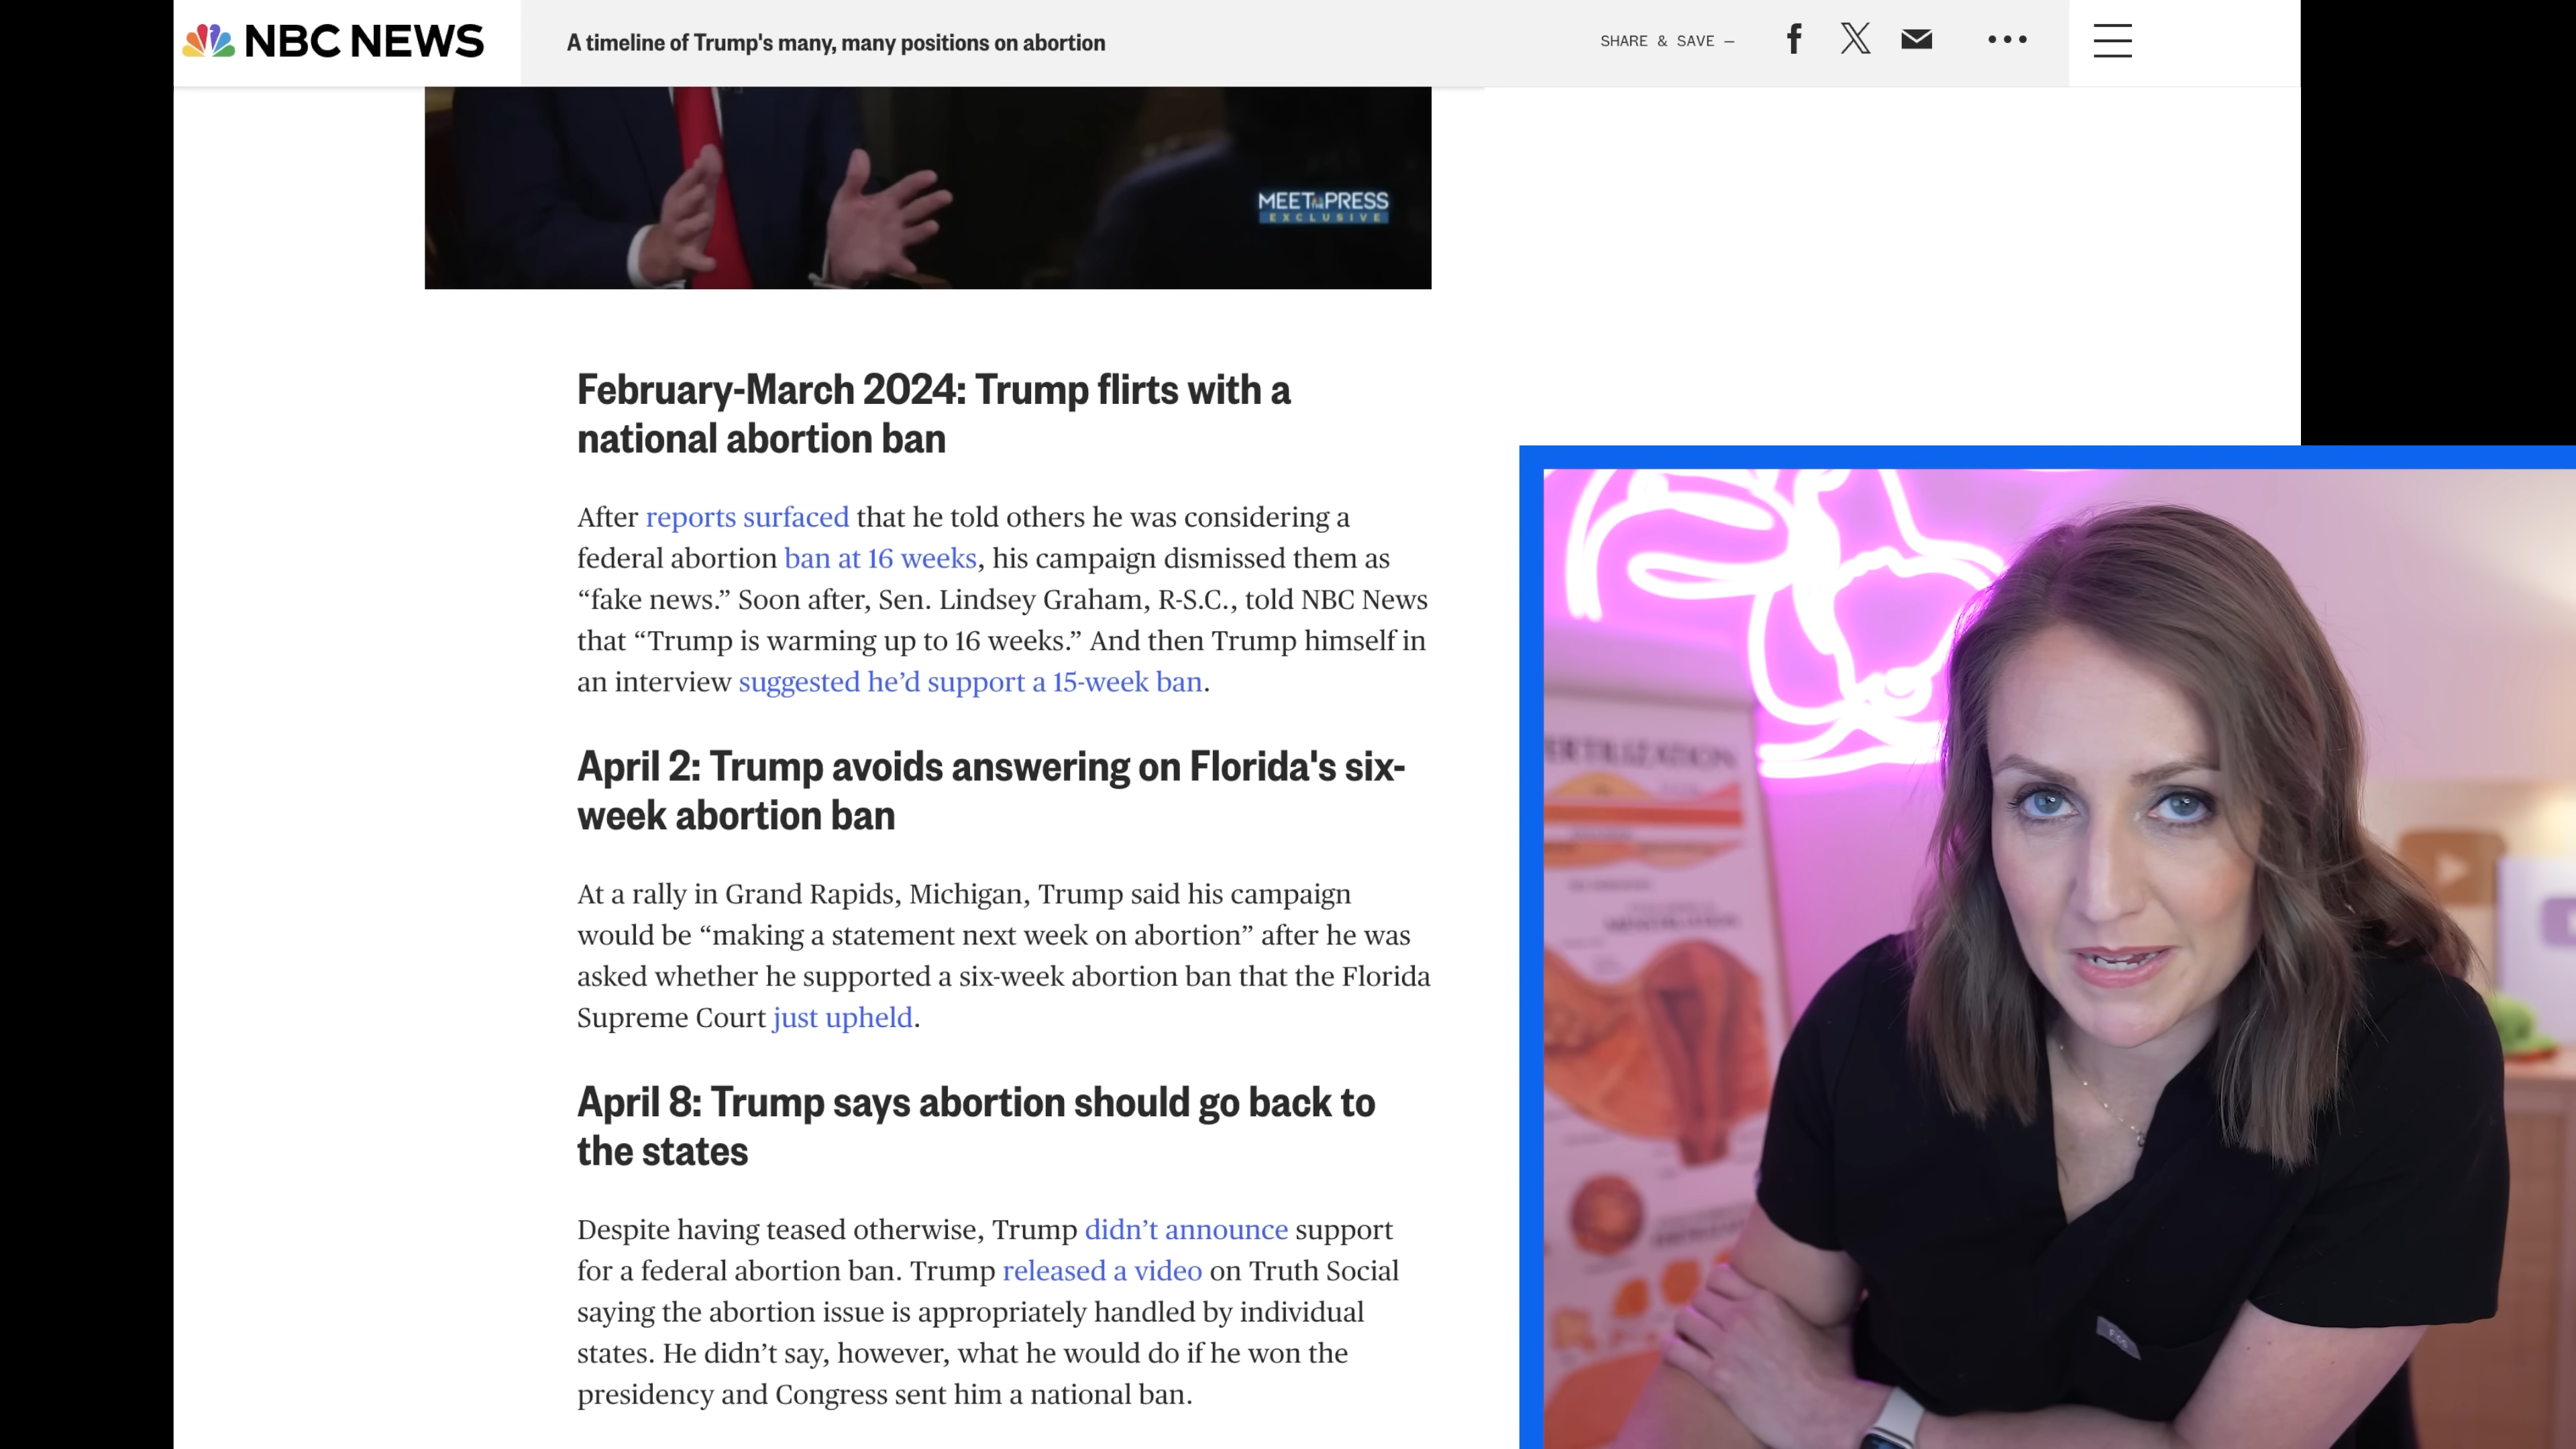 NBC NEWS
A timeline of Trump's many, many positions on abortion
SHARE & SAVE —
MEET THE PRESS
EXCLUSIVE
February-March 2024: Trump flirts with a
national abortion ban
After reports surfaced that he told others he was considering a
federal abortion ban at 16 weeks, his campaign dismissed them as
“fake news.” Soon after, Sen. Lindsey Graham, R-S.C., told NBC News
that “Trump is warming up to 16 weeks.” And then Trump himself in
an interview suggested he’d support a 15-week ban.
April 2: Trump avoids answering on Florida's six-
week abortion ban
At a rally in Grand Rapids, Michigan, Trump said his campaign
would be “making a statement next week on abortion” after he was
asked whether he supported a six-week abortion ban that the Florida
Supreme Court just upheld.
April 8: Trump says abortion should go back to
the states
Despite having teased otherwise, Trump didn’t announce support
for a federal abortion ban. Trump released a video on Truth Social
saying the abortion issue is appropriately handled by individual
states. He didn’t say, however, what he would do if he won the
presidency and Congress sent him a national ban.
ERTILIZATION
MENSTRUATION
FIGS